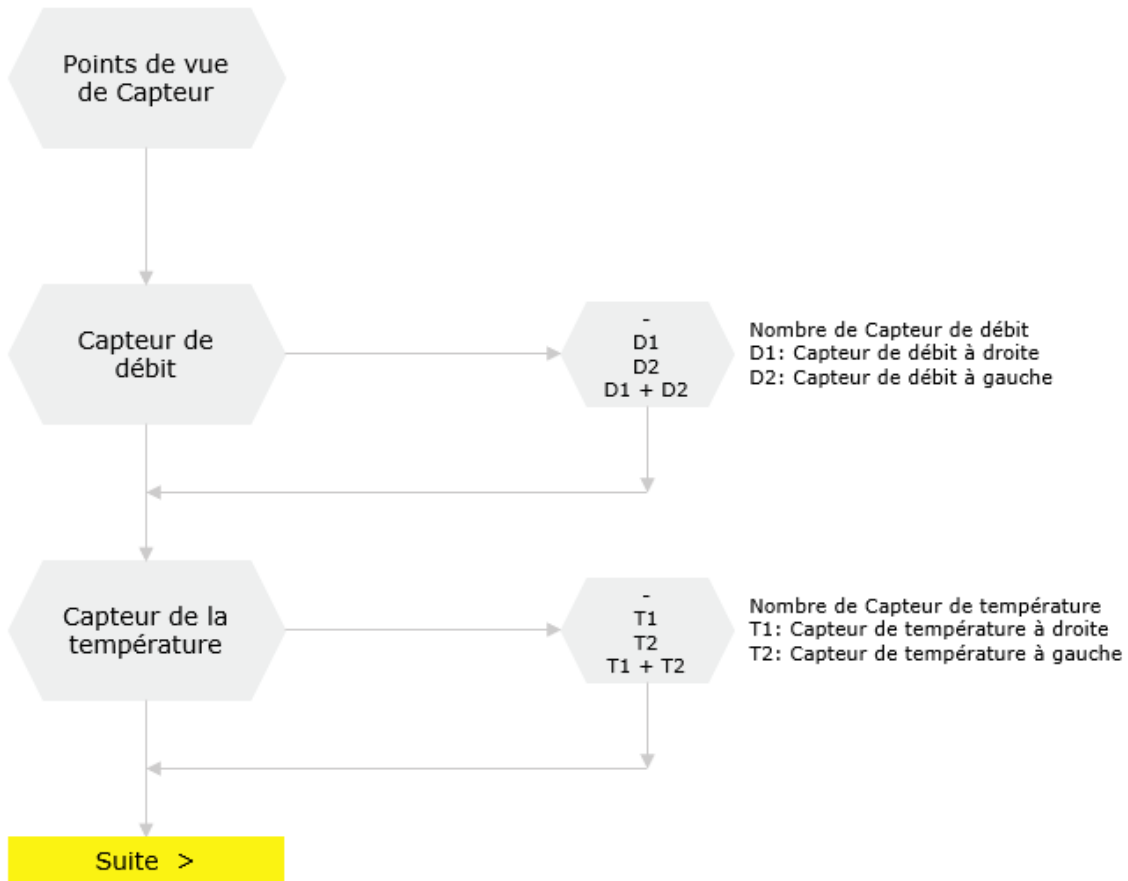 Points de vue
de Capteur
Capteur de
débit
-
D1
D2
D1 + D2
Nombre de Capteur de débit
D1: Capteur de débit à droite
D2: Capteur de débit à gauche
Capteur de la
température
-
T1
T2
T1 + T2
Nombre de Capteur de température
T1: Capteur de température à droite
T2: Capteur de température à gauche
Suite >